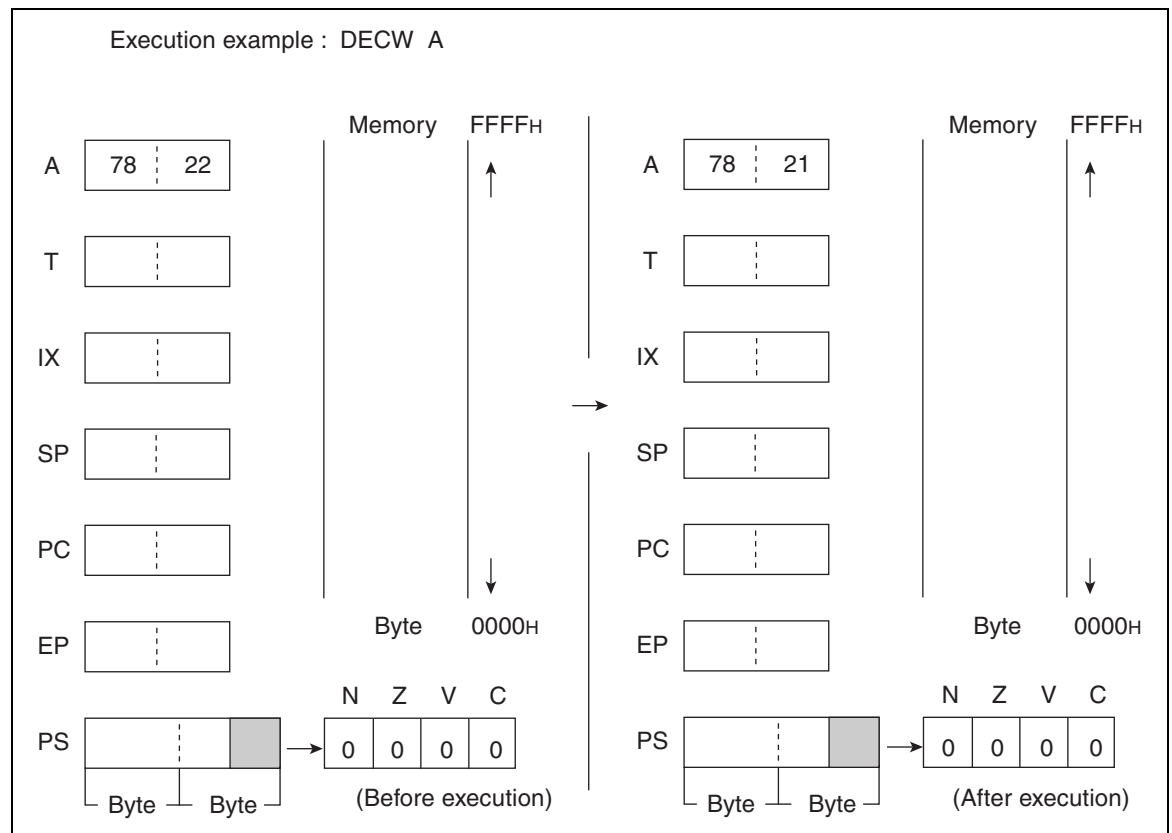 Execution example : DECW A
Memory FFFFH
A 78 22
T
IX
SP
PC
Byte 0000H
EP
N Z V C
PS 0 0 0 0
Byte Byte (Before execution)
Memory FFFFH
A 78 21
T
IX
SP
PC
Byte 0000H
EP
N Z V C
PS 0 0 0 0
Byte Byte (After execution)